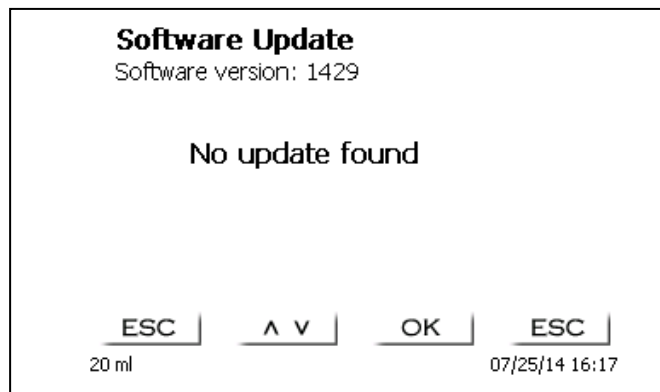 Software Update
Software version: 1429
No update found
ESC ∧ ∨ OK ESC
20 ml 07/25/14 16:17